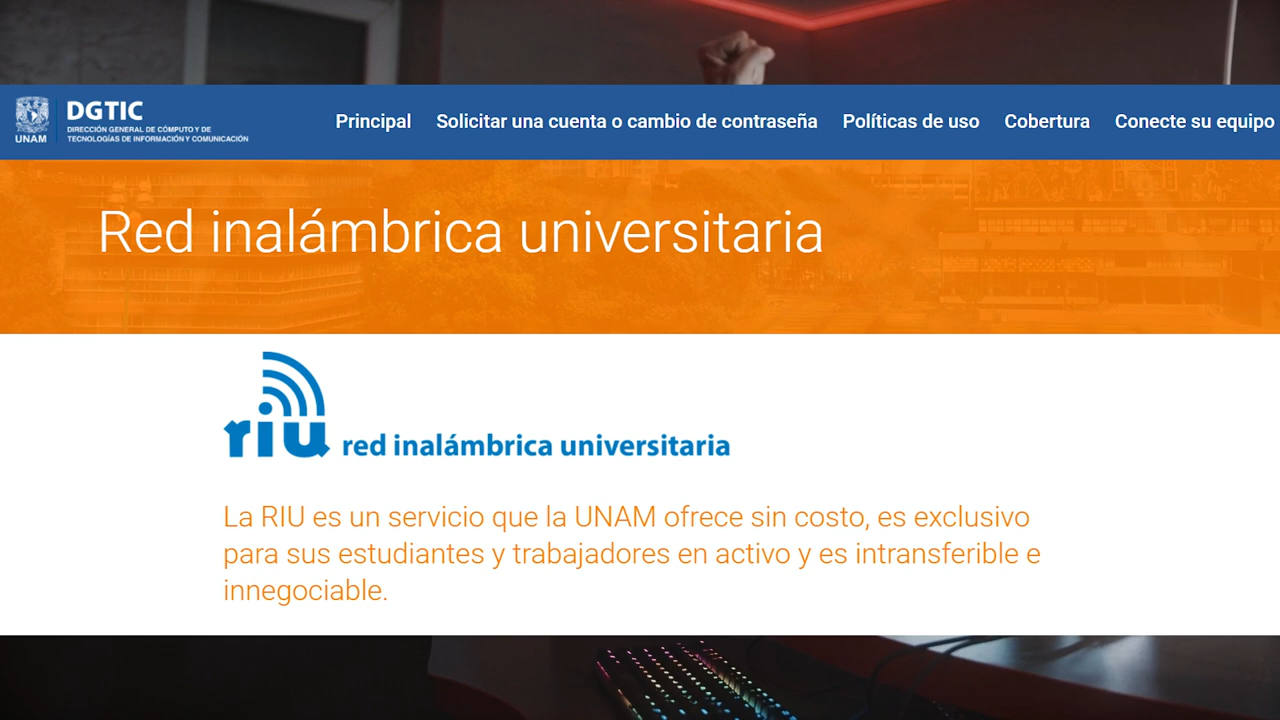 UNAM
DGTIC
DIRECCIÓN GENERAL DE CÓMPUTO Y DE
TECNOLOGÍAS DE INFORMACIÓN Y COMUNICACIÓN
Principal Solicitar una cuenta o cambio de contraseña Políticas de uso Cobertura Conecte su equipo
Red inalámbrica universitaria
riu red inalámbrica universitaria
La RIU es un servicio que la UNAM ofrece sin costo, es exclusivo
para sus estudiantes y trabajadores en activo y es intransferible e
innegociable.